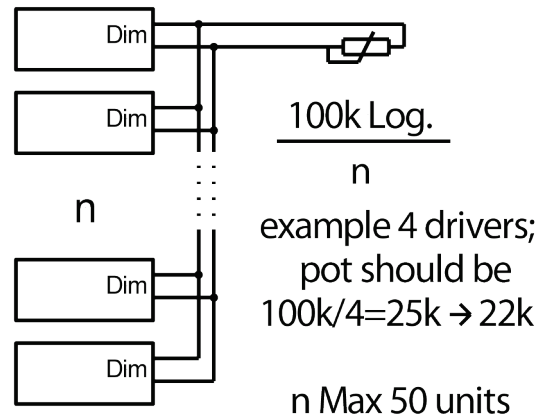 Dim
Dim
100k Log.
n
n
example 4 drivers;
pot should be
Dim
100k/4=25k → 22k
Dim
n Max 50 units